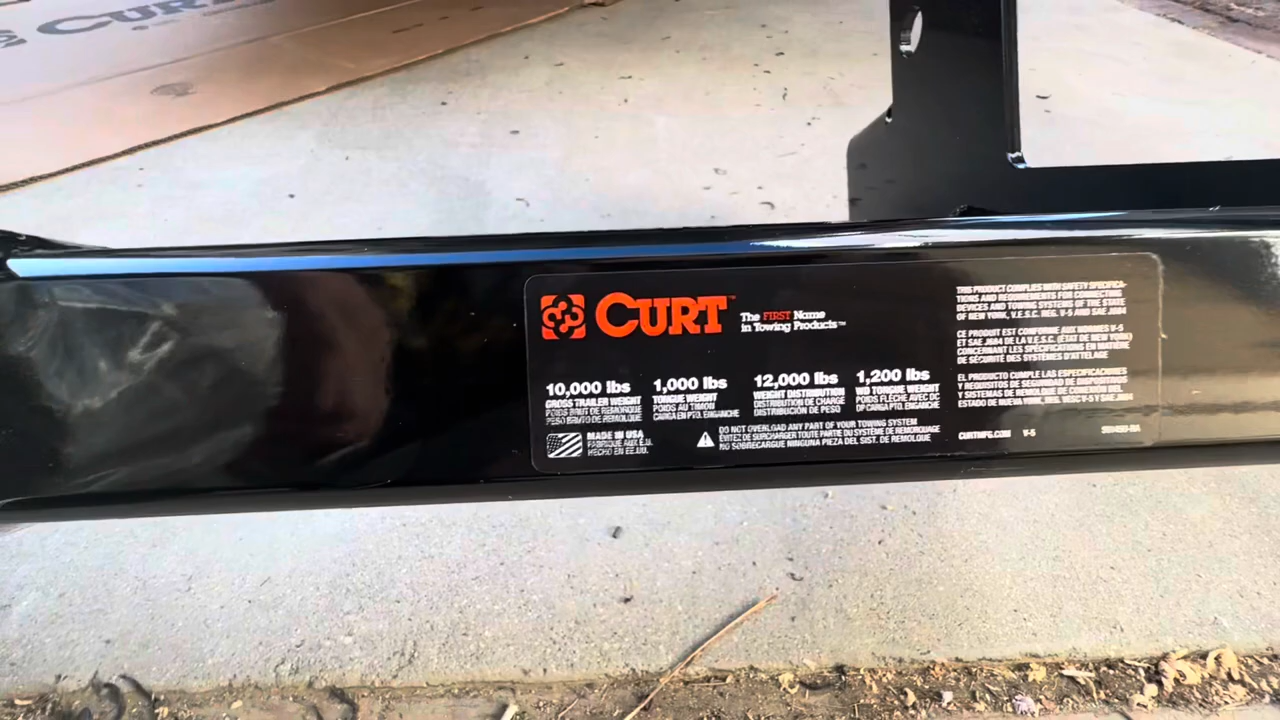 CURT
CURT™
The FIRST Name
in Towing Products™
10,000 lbs
GROSS TRAILER WEIGHT
POIDS BRUT DE REMORQUE
PESO BRUTO DE REMOLQUE
1,000 lbs
TONGUE WEIGHT
POIDS AU TIMON
CARGA EN PTO. ENGANCHE
12,000 lbs
WEIGHT DISTRIBUTION
DISTRIBUTION DE CHARGE
DISTRIBUCIÓN DE PESO
1,200 lbs
WD TONGUE WEIGHT
POIDS FLÈCHE AVEC DC
DP CARGA PTO. ENGANCHE
MADE IN USA
FABRIQUÉ AUX É.U.
HECHO EN EE.UU.
DO NOT OVERLOAD ANY PART OF YOUR TOWING SYSTEM
ÉVITEZ DE SURCHARGER TOUTE PARTIE DU SYSTÈME DE REMORQUAGE
NO SOBRECARGUE NINGUNA PIEZA DEL SIST. DE REMOLQUE
THIS PRODUCT COMPLIES WITH SAFETY SPECIFICA-
TIONS AND REQUIREMENTS FOR CONNECTING
DEVICES AND TOWING SYSTEMS OF THE STATE
OF NEW YORK, V.E.S.C. REG. V-5 AND SAE J684
CE PRODUIT EST CONFORME AUX NORMES V-5
ET SAE J684 DE LA V.E.S.C. (ÉTAT DE NEW YORK)
CONCERNANT LES SPÉCIFICATIONS EN MATIÈRE
DE SÉCURITÉ DES SYSTÈMES D'ATTELAGE
EL PRODUCTO CUMPLE LAS ESPECIFICACIONES
Y REQUISITOS DE SEGURIDAD DE DISPOSITIVOS
Y SISTEMAS DE REMOLQUE DE CONEXIÓN DEL
ESTADO DE NUEVA YORK, REG. VESC V-5 Y SAE J684
CURTMFG.COM V-5